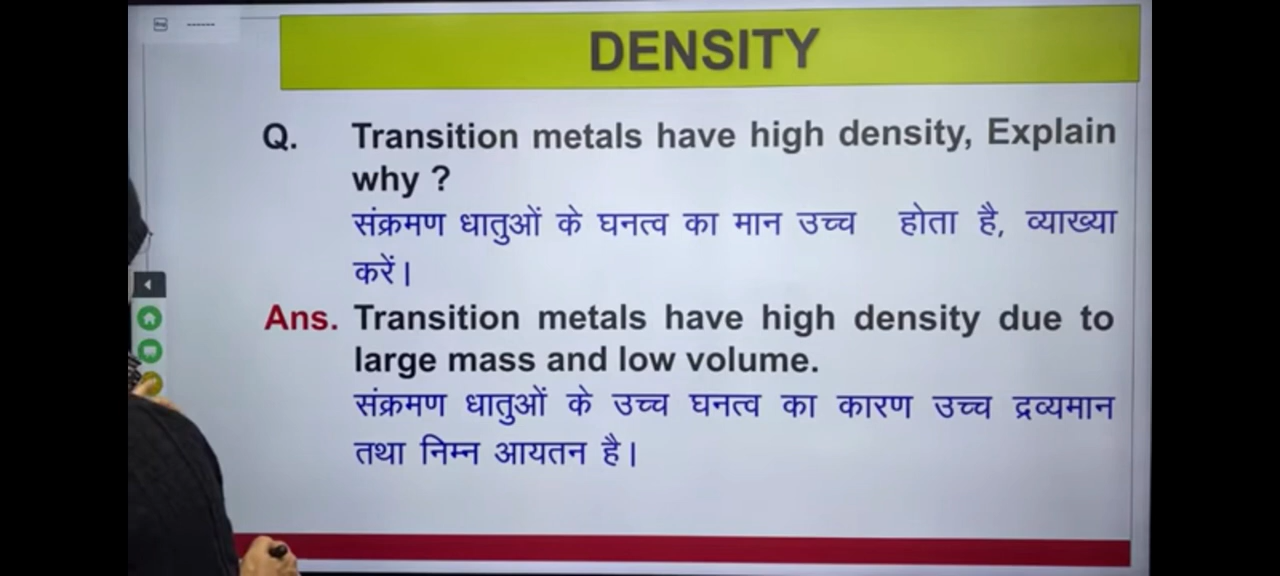 DENSITY
Q. Transition metals have high density, Explain
why ?
संक्रमण धातुओं के घनत्व का मान उच्च होता है, व्याख्या
करें।
Ans. Transition metals have high density due to
large mass and low volume.
संक्रमण धातुओं के उच्च घनत्व का कारण उच्च द्रव्यमान
तथा निम्न आयतन है।